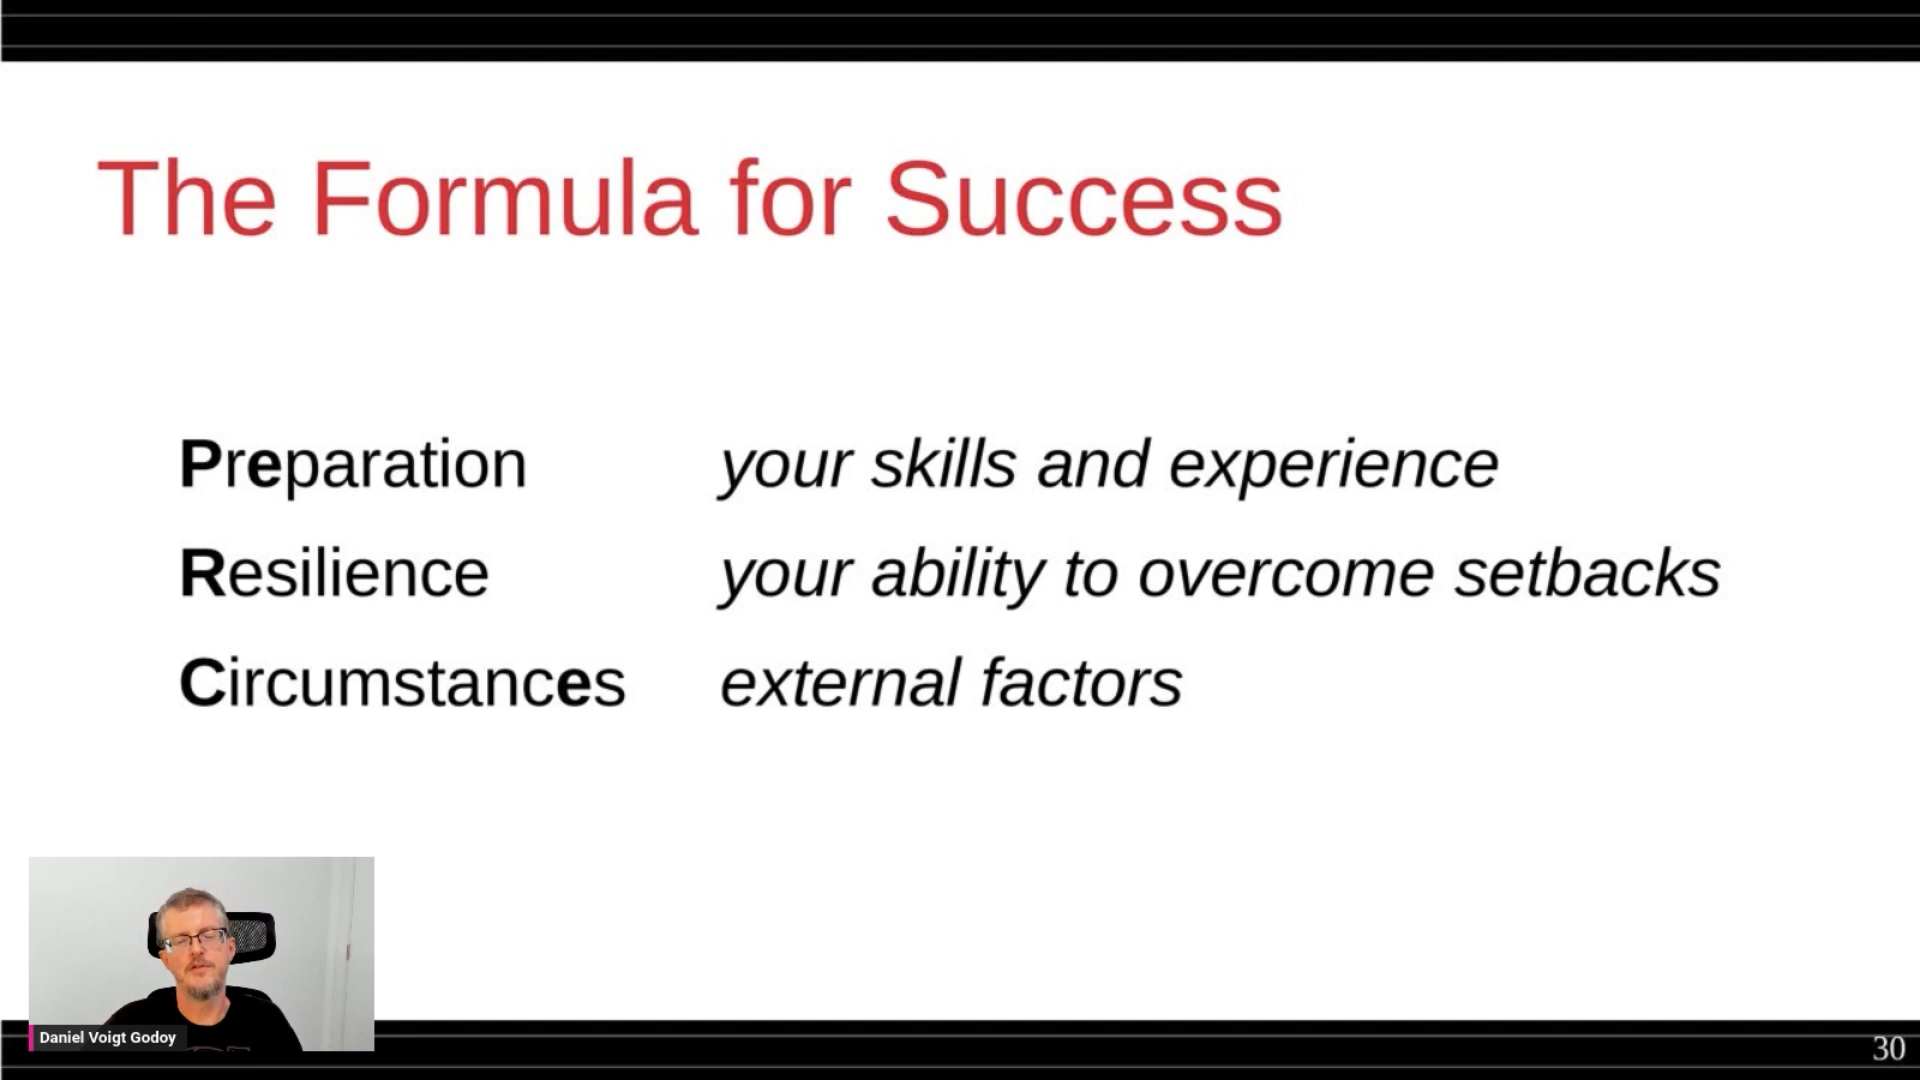 The Formula for Success
Preparation your skills and experience
Resilience your ability to overcome setbacks
Circumstances external factors
Daniel Voigt Godoy
30